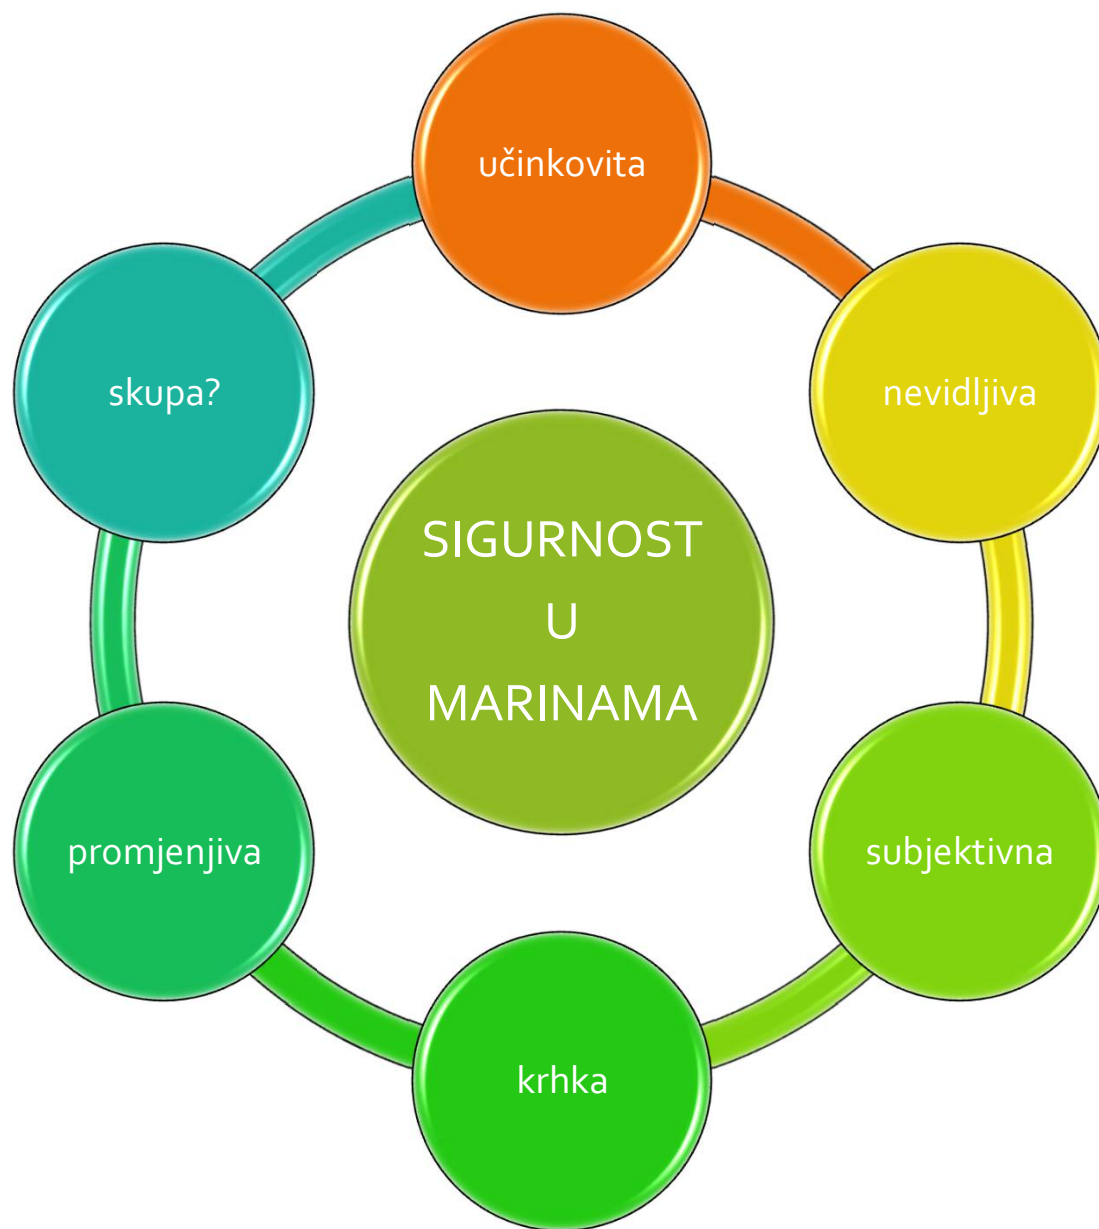 učinkovita
nevidljiva
subjektivna
krhka
promjenjiva
skupa?
SIGURNOST
U
MARINAMA